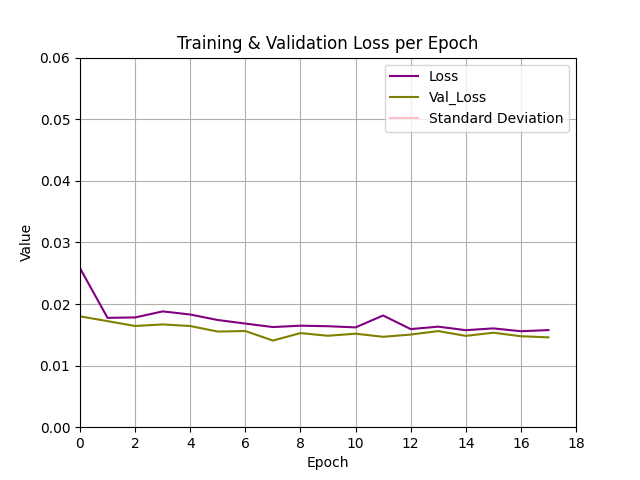 Training & Validation Loss per Epoch
Loss
Val_Loss
Standard Deviation
0.06
0.05
0.04
0.03
0.02
0.01
0.00
Value
0 2 4 6 8 10 12 14 16 18
Epoch